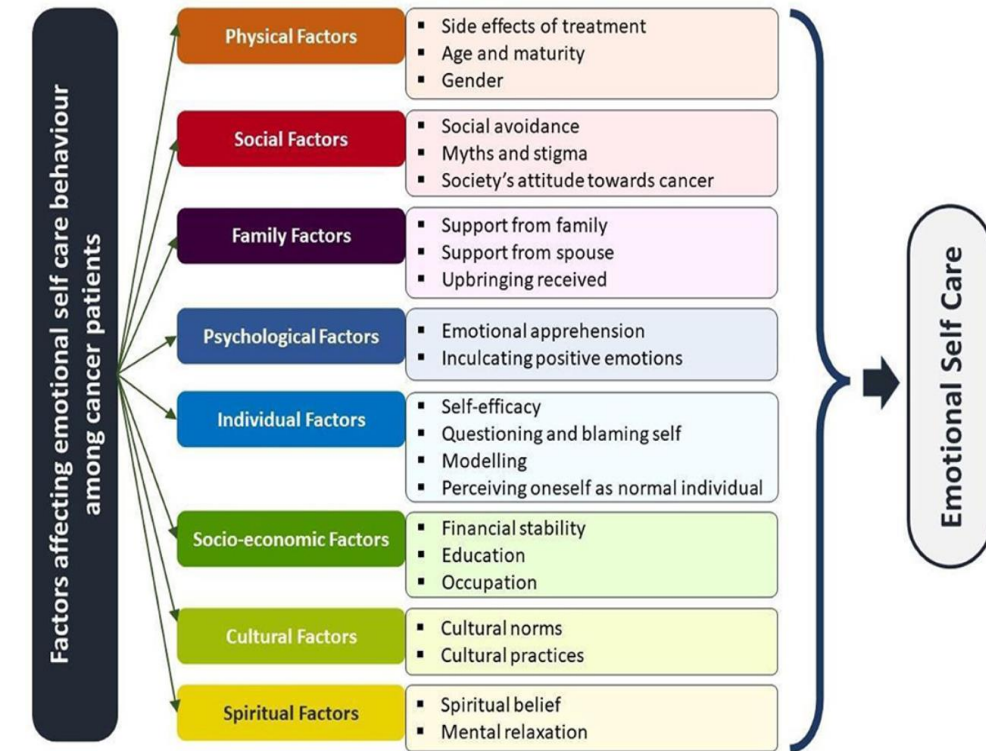 Factors affecting emotional self care behaviour
among cancer patients
Physical Factors
▪ Side effects of treatment
▪ Age and maturity
▪ Gender
Social Factors
▪ Social avoidance
▪ Myths and stigma
▪ Society's attitude towards cancer
Family Factors
▪ Support from family
▪ Support from spouse
▪ Upbringing received
Psychological Factors
▪ Emotional apprehension
▪ Inculcating positive emotions
Individual Factors
▪ Self-efficacy
▪ Questioning and blaming self
▪ Modelling
▪ Perceiving oneself as normal individual
Socio-economic Factors
▪ Financial stability
▪ Education
▪ Occupation
Cultural Factors
▪ Cultural norms
▪ Cultural practices
Spiritual Factors
▪ Spiritual belief
▪ Mental relaxation
Emotional Self Care